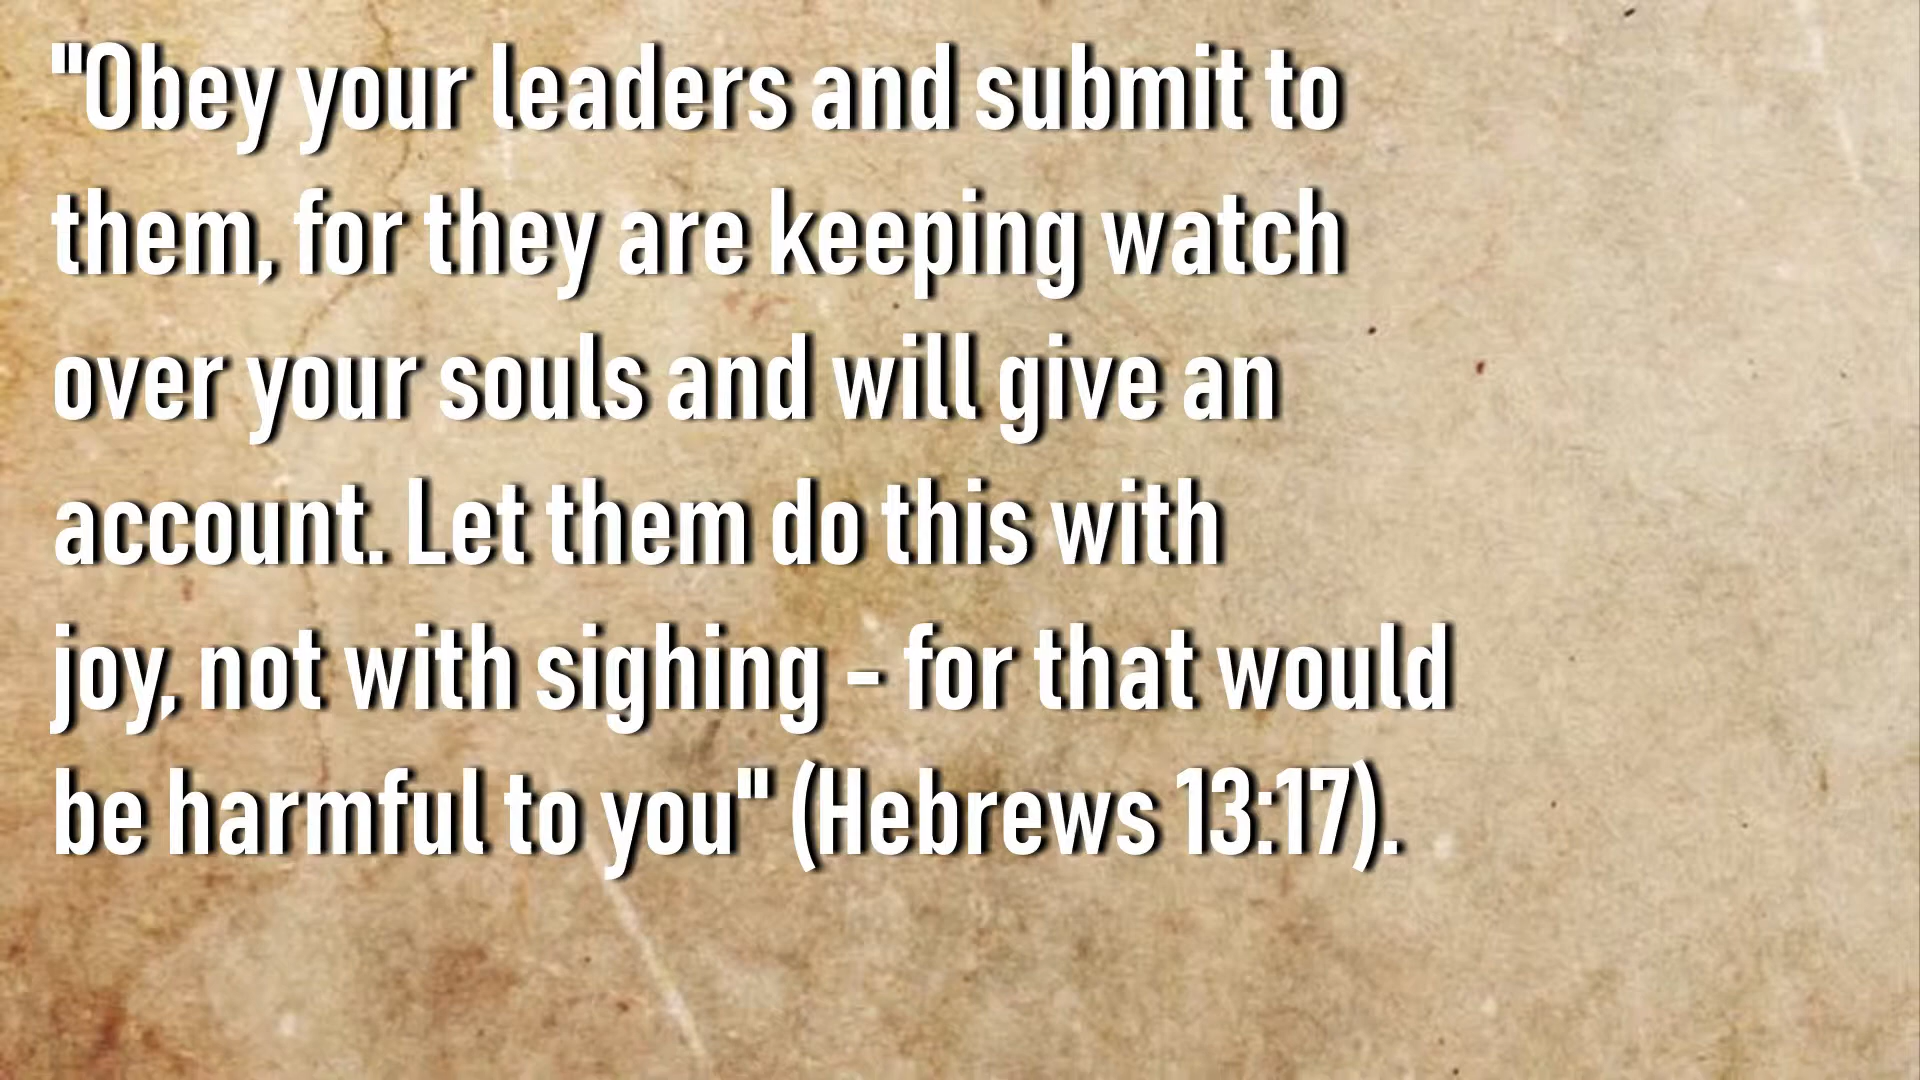 "Obey your leaders and submit to
them, for they are keeping watch
over your souls and will give an
account. Let them do this with
joy, not with sighing - for that would
be harmful to you" (Hebrews 13:17).